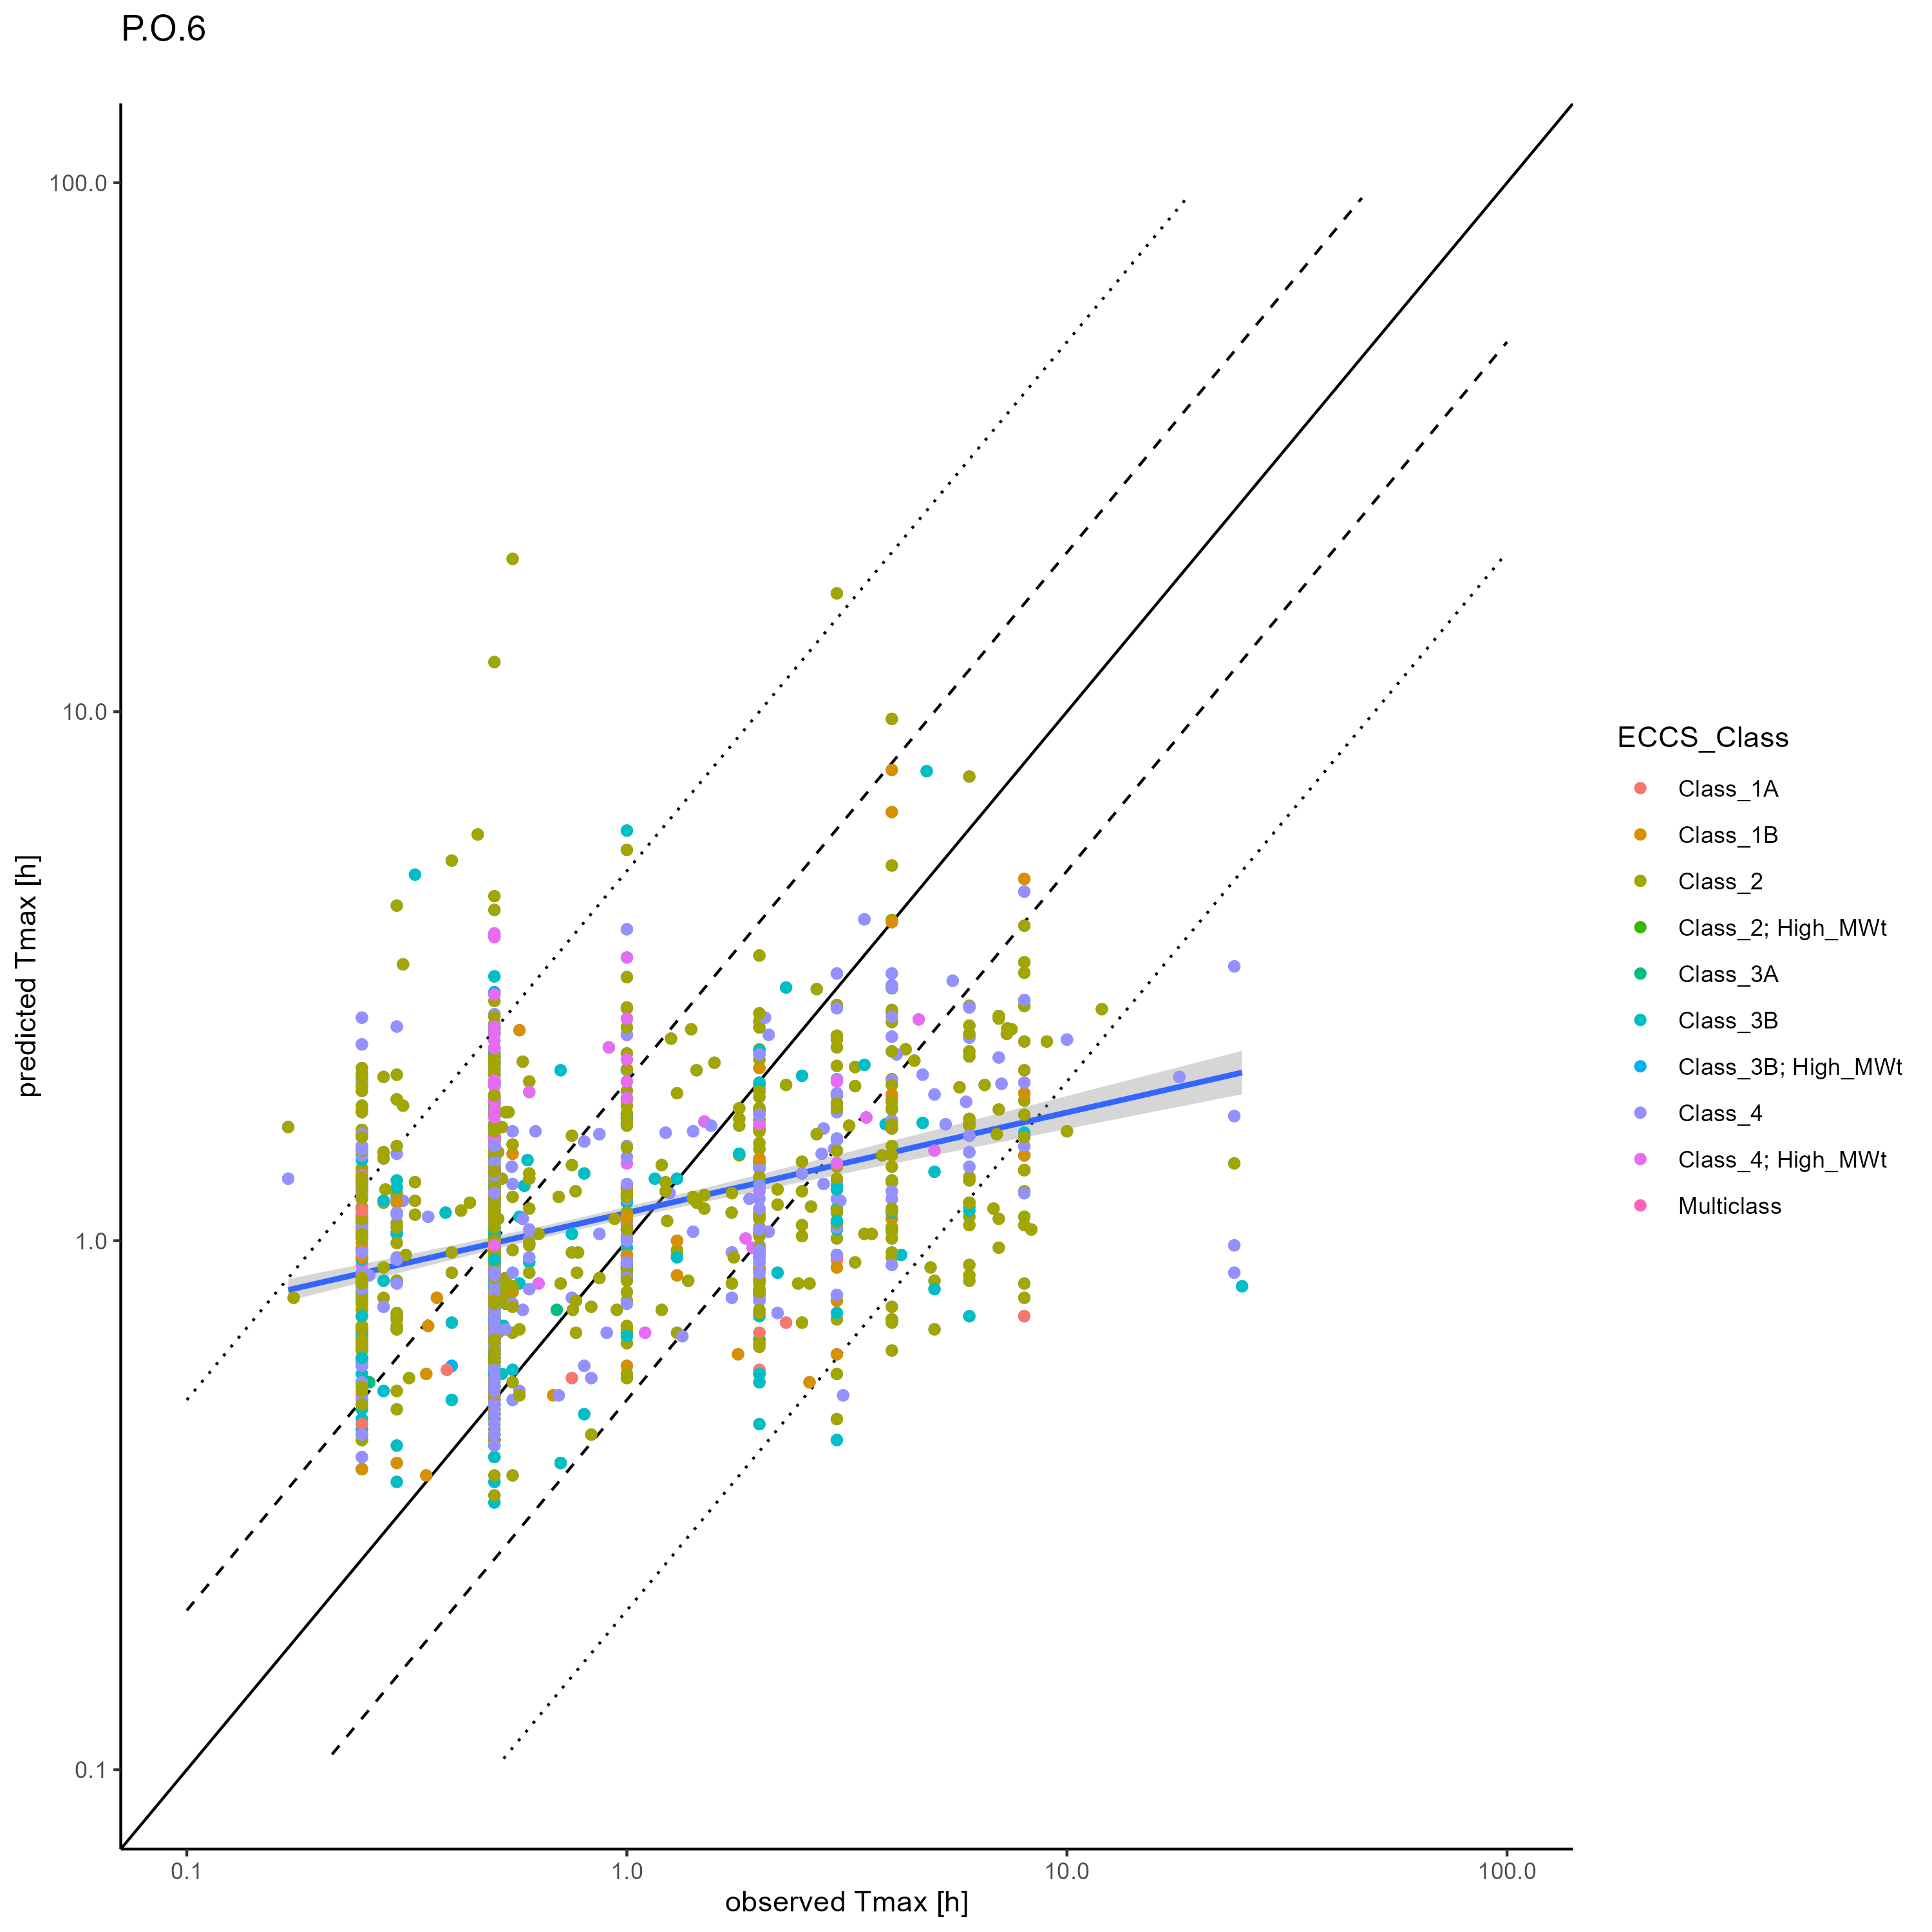 P.O.6
100.0
10.0
1.0
0.1
predicted Tmax [h]
0.1
1.0
10.0
100.0
observed Tmax [h]
ECCS_Class
Class_1A
Class_1B
Class_2
Class_2; High_MWt
Class_3A
Class_3B
Class_3B; High_MWt
Class_4
Class_4; High_MWt
Multiclass